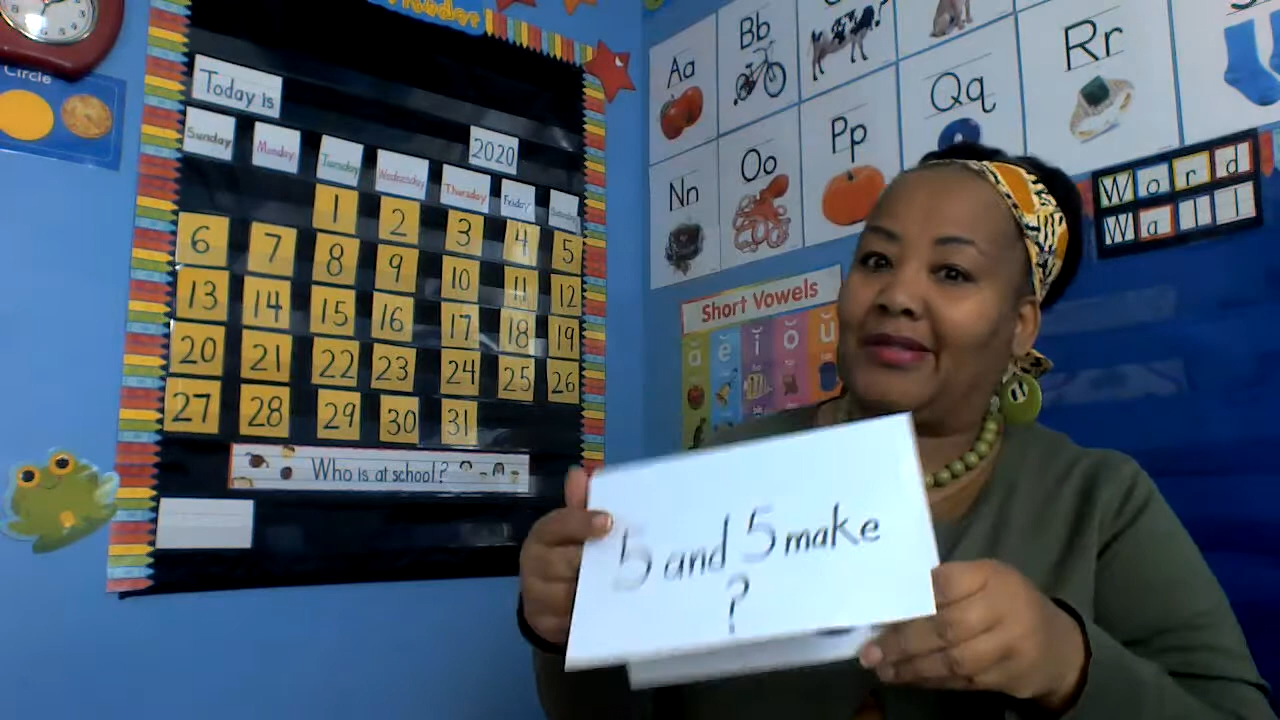 Circle
Today is
2020
Sunday Monday Tuesday Wednesday Thursday Friday Saturday
1 2 3 4 5
6 7 8 9 10 11 12
13 14 15 16 17 18 19
20 21 22 23 24 25 26
27 28 29 30 31
Who is at school?
Aa Bb
Nn Oo Pp Qq Rr
Short Vowels
ă ĕ ĭ ŏ ŭ
Word
Wall
5 and 5 make
?